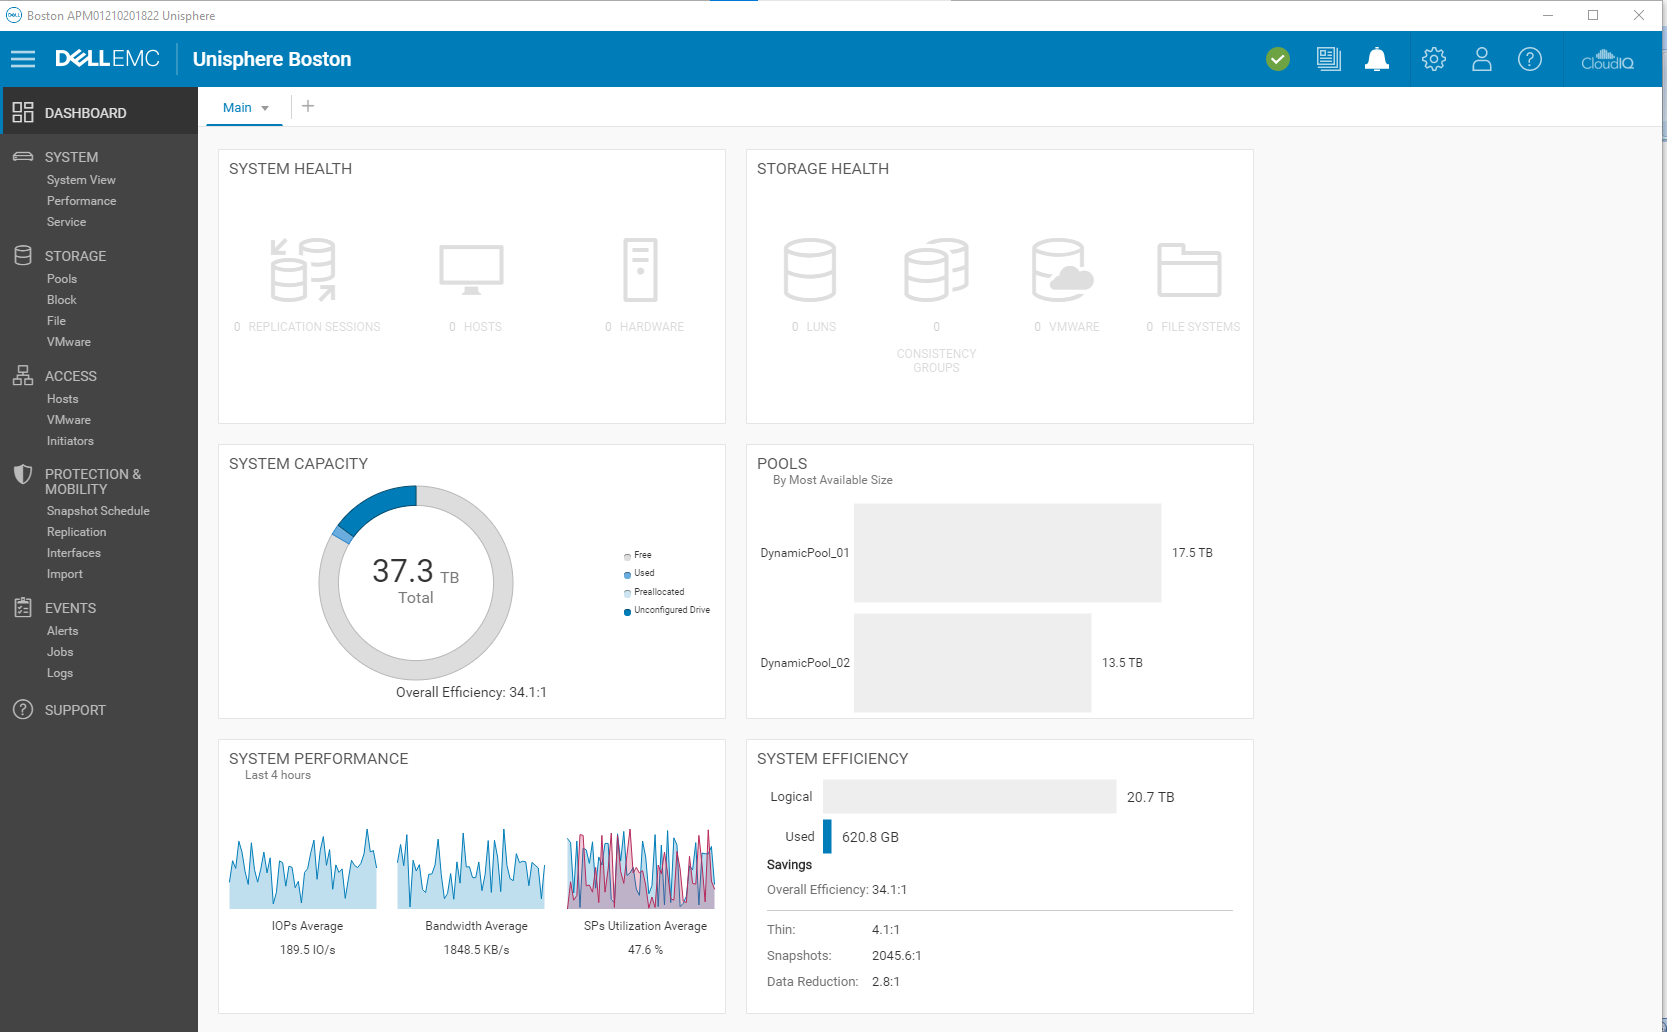 Boston APM01210201822 Unisphere
DELLEMC
Unisphere Boston
CloudIQ
DASHBOARD
SYSTEM
System View
Performance
Service
STORAGE
Pools
Block
File
VMware
ACCESS
Hosts
VMware
Initiators
PROTECTION &
MOBILITY
Snapshot Schedule
Replication
Interfaces
Import
EVENTS
Alerts
Jobs
Logs
SUPPORT
Main
SYSTEM HEALTH
0 REPLICATION SESSIONS
0 HOSTS
0 HARDWARE
STORAGE HEALTH
0 LUNS
0
CONSISTENCY
GROUPS
0 VMWARE
0 FILE SYSTEMS
SYSTEM CAPACITY
37.3 TB
Total
Free
Used
Preallocated
Unconfigured Drive
Overall Efficiency: 34.1:1
POOLS
By Most Available Size
DynamicPool_01 17.5 TB
DynamicPool_02 13.5 TB
SYSTEM PERFORMANCE
Last 4 hours
IOPs Average
189.5 IO/s
Bandwidth Average
1848.5 KB/s
SPs Utilization Average
47.6 %
SYSTEM EFFICIENCY
Logical 20.7 TB
Used 620.8 GB
Savings
Overall Efficiency: 34.1:1
Thin: 4.1:1
Snapshots: 2045.6:1
Data Reduction: 2.8:1